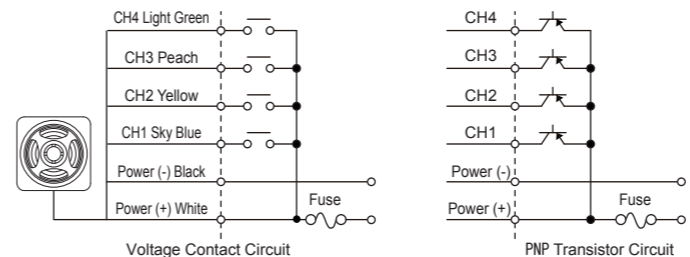 CH4 Light Green
CH3 Peach
CH2 Yellow
CH1 Sky Blue
Power (-) Black
Power (+) White
Fuse
Voltage Contact Circuit
CH4
CH3
CH2
CH1
Power (-)
Power (+)
Fuse
PNP Transistor Circuit